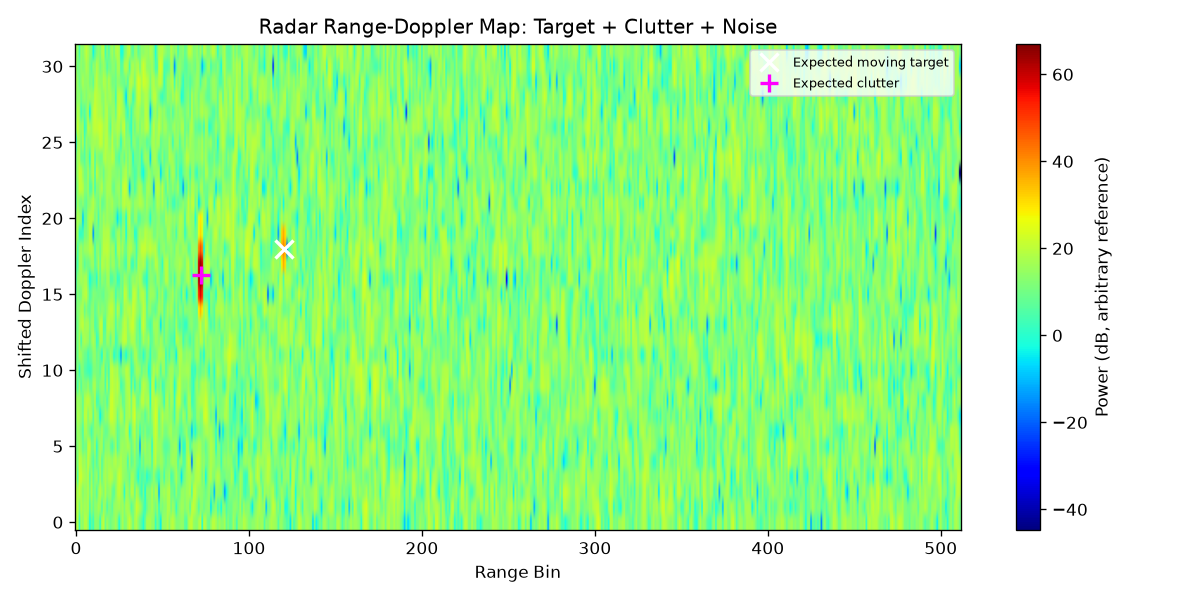 Radar Range-Doppler Map: Target + Clutter + Noise
Expected moving target
Expected clutter
Shifted Doppler Index
30
25
20
15
10
5
0
0 100 200 300 400 500
Range Bin
60
40
20
0
−20
−40
Power (dB, arbitrary reference)